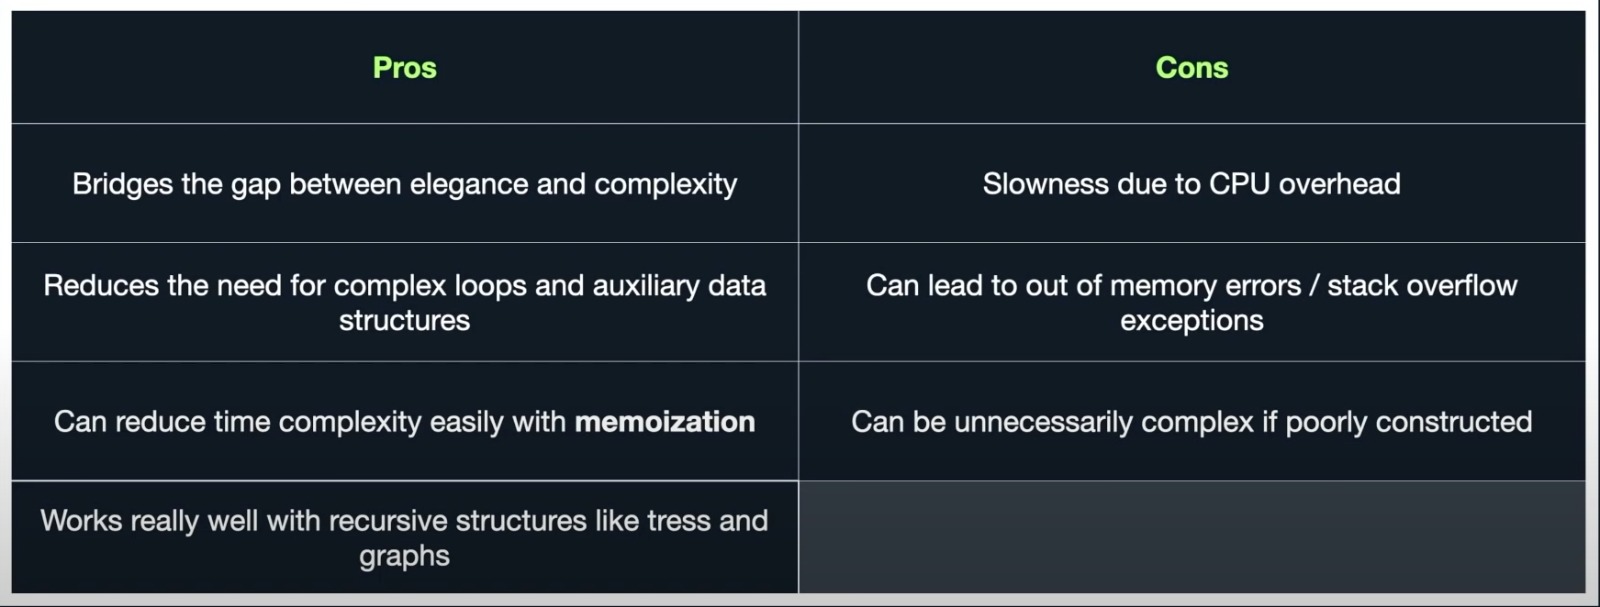 Pros
Cons
Bridges the gap between elegance and complexity
Slowness due to CPU overhead
Reduces the need for complex loops and auxiliary data
structures
Can lead to out of memory errors / stack overflow
exceptions
Can reduce time complexity easily with memoization
Can be unnecessarily complex if poorly constructed
Works really well with recursive structures like tress and
graphs